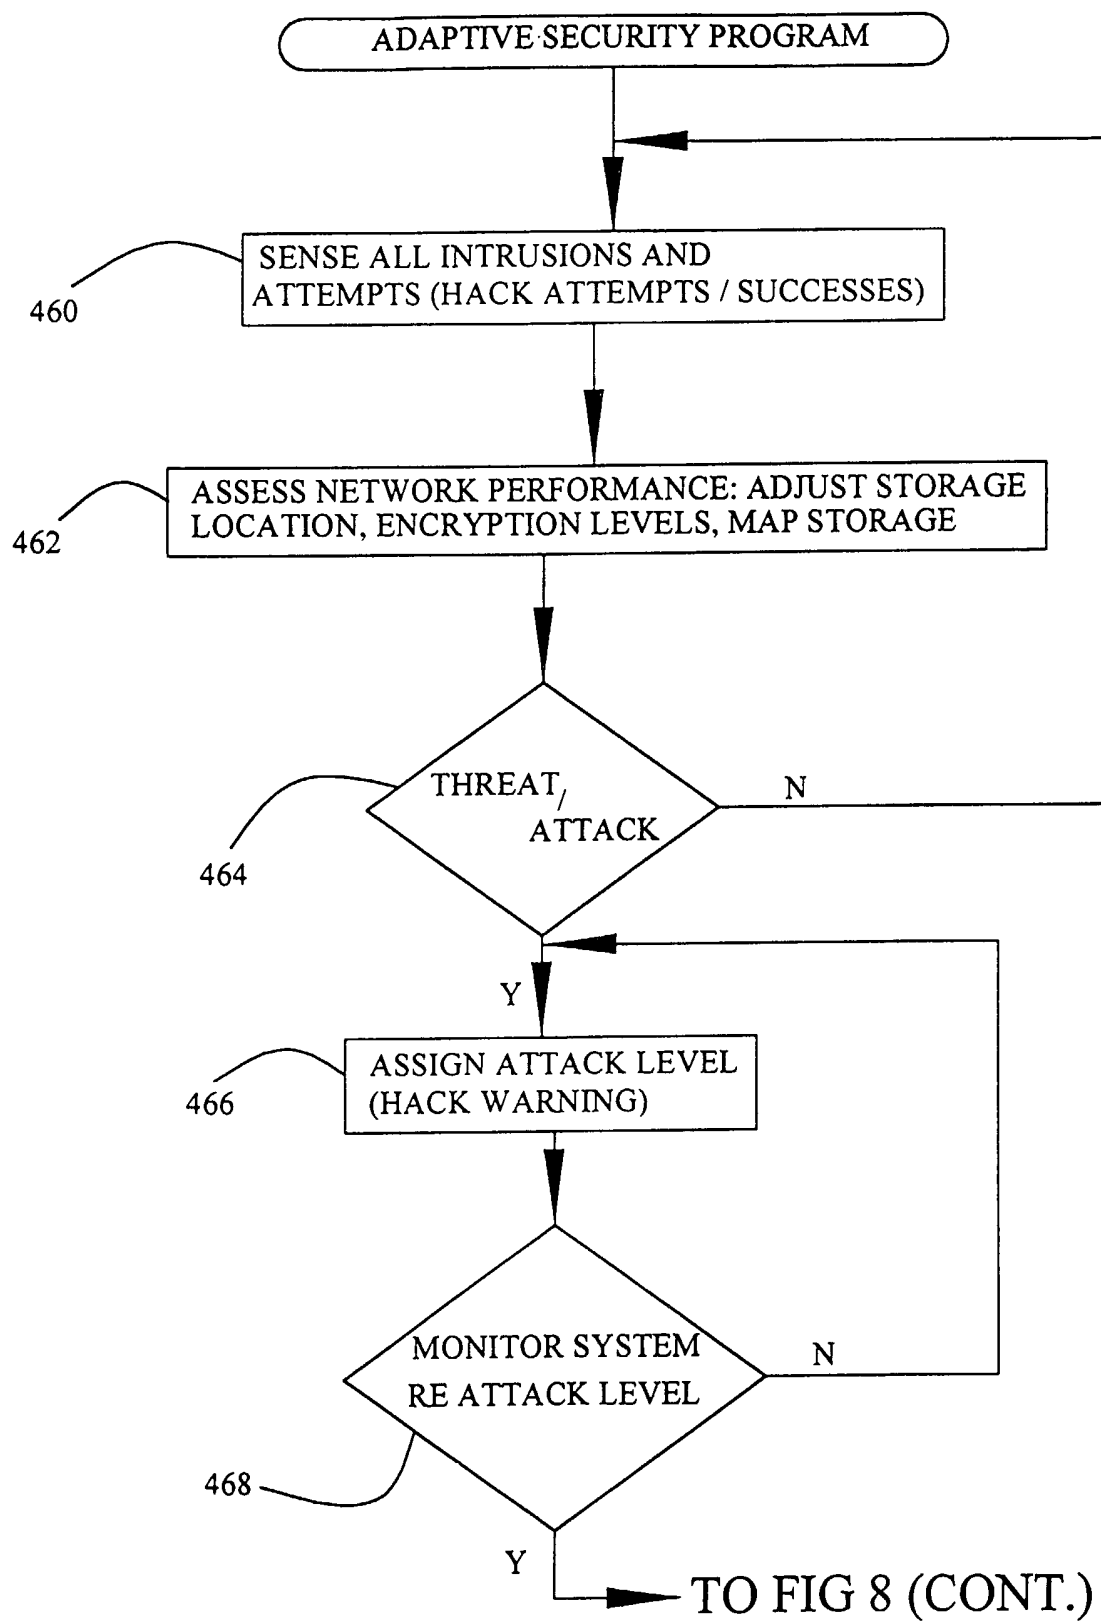 ADAPTIVE SECURITY PROGRAM
SENSE ALL INTRUSIONS AND
ATTEMPTS (HACK ATTEMPTS / SUCCESSES)
460
ASSESS NETWORK PERFORMANCE: ADJUST STORAGE
LOCATION, ENCRYPTION LEVELS, MAP STORAGE
462
THREAT/
ATTACK
N
464
Y
ASSIGN ATTACK LEVEL
(HACK WARNING)
466
MONITOR SYSTEM
RE ATTACK LEVEL
N
468
Y
TO FIG 8 (CONT.)